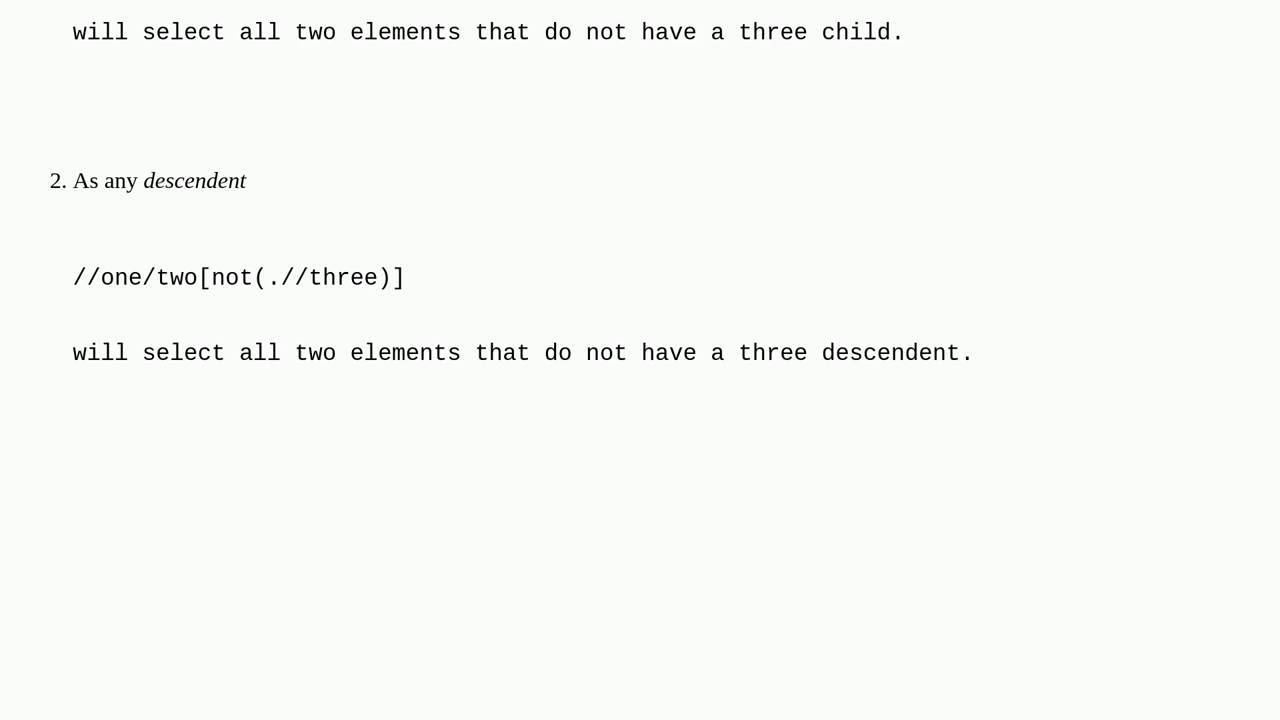 will select all two elements that do not have a three child.
2. As any descendent
//one/two[not(.//three)]
will select all two elements that do not have a three descendent.